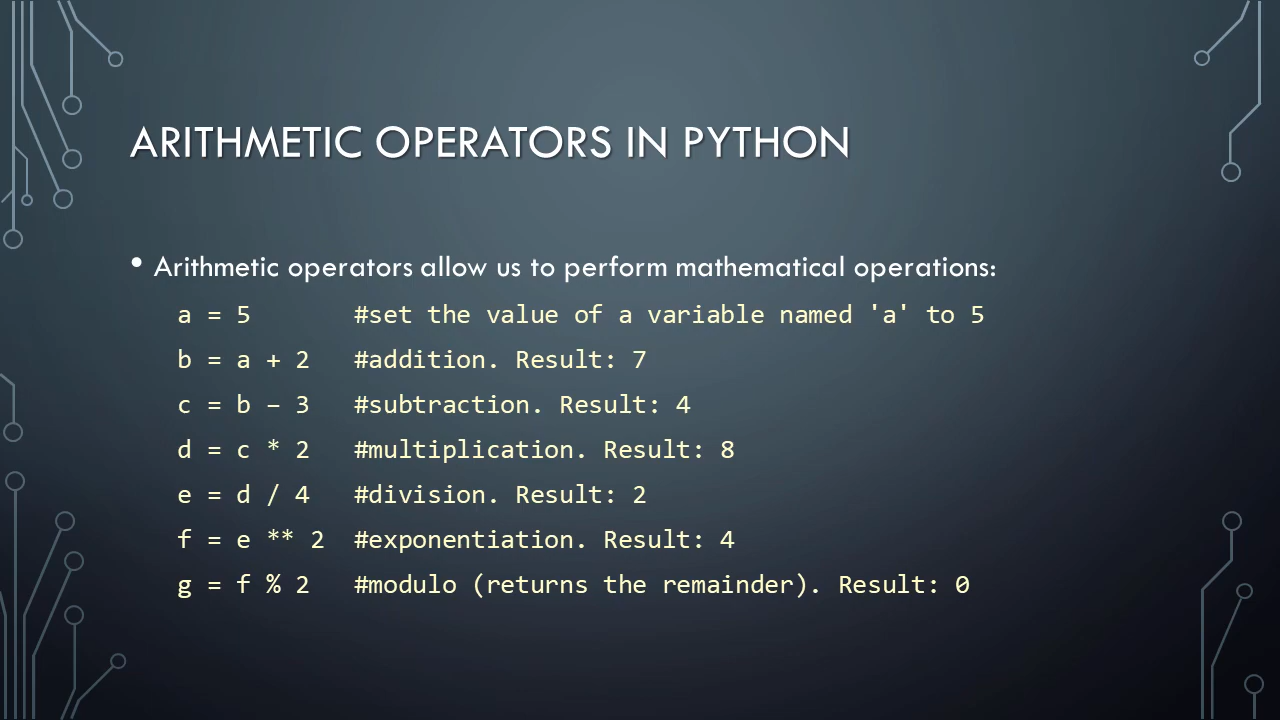 ARITHMETIC OPERATORS IN PYTHON
• Arithmetic operators allow us to perform mathematical operations:
a = 5       #set the value of a variable named 'a' to 5
b = a + 2   #addition. Result: 7
c = b – 3   #subtraction. Result: 4
d = c * 2   #multiplication. Result: 8
e = d / 4   #division. Result: 2
f = e ** 2  #exponentiation. Result: 4
g = f % 2   #modulo (returns the remainder). Result: 0